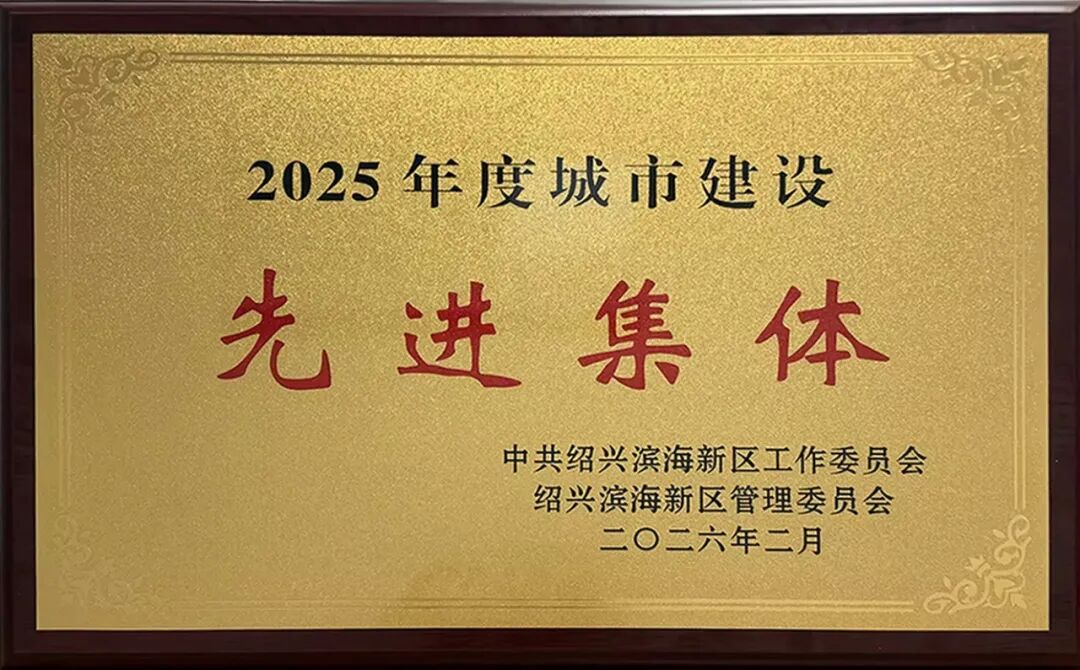 2025年度城市建设
先进集体
中共绍兴滨海新区工作委员会
绍兴滨海新区管理委员会
二〇二六年二月